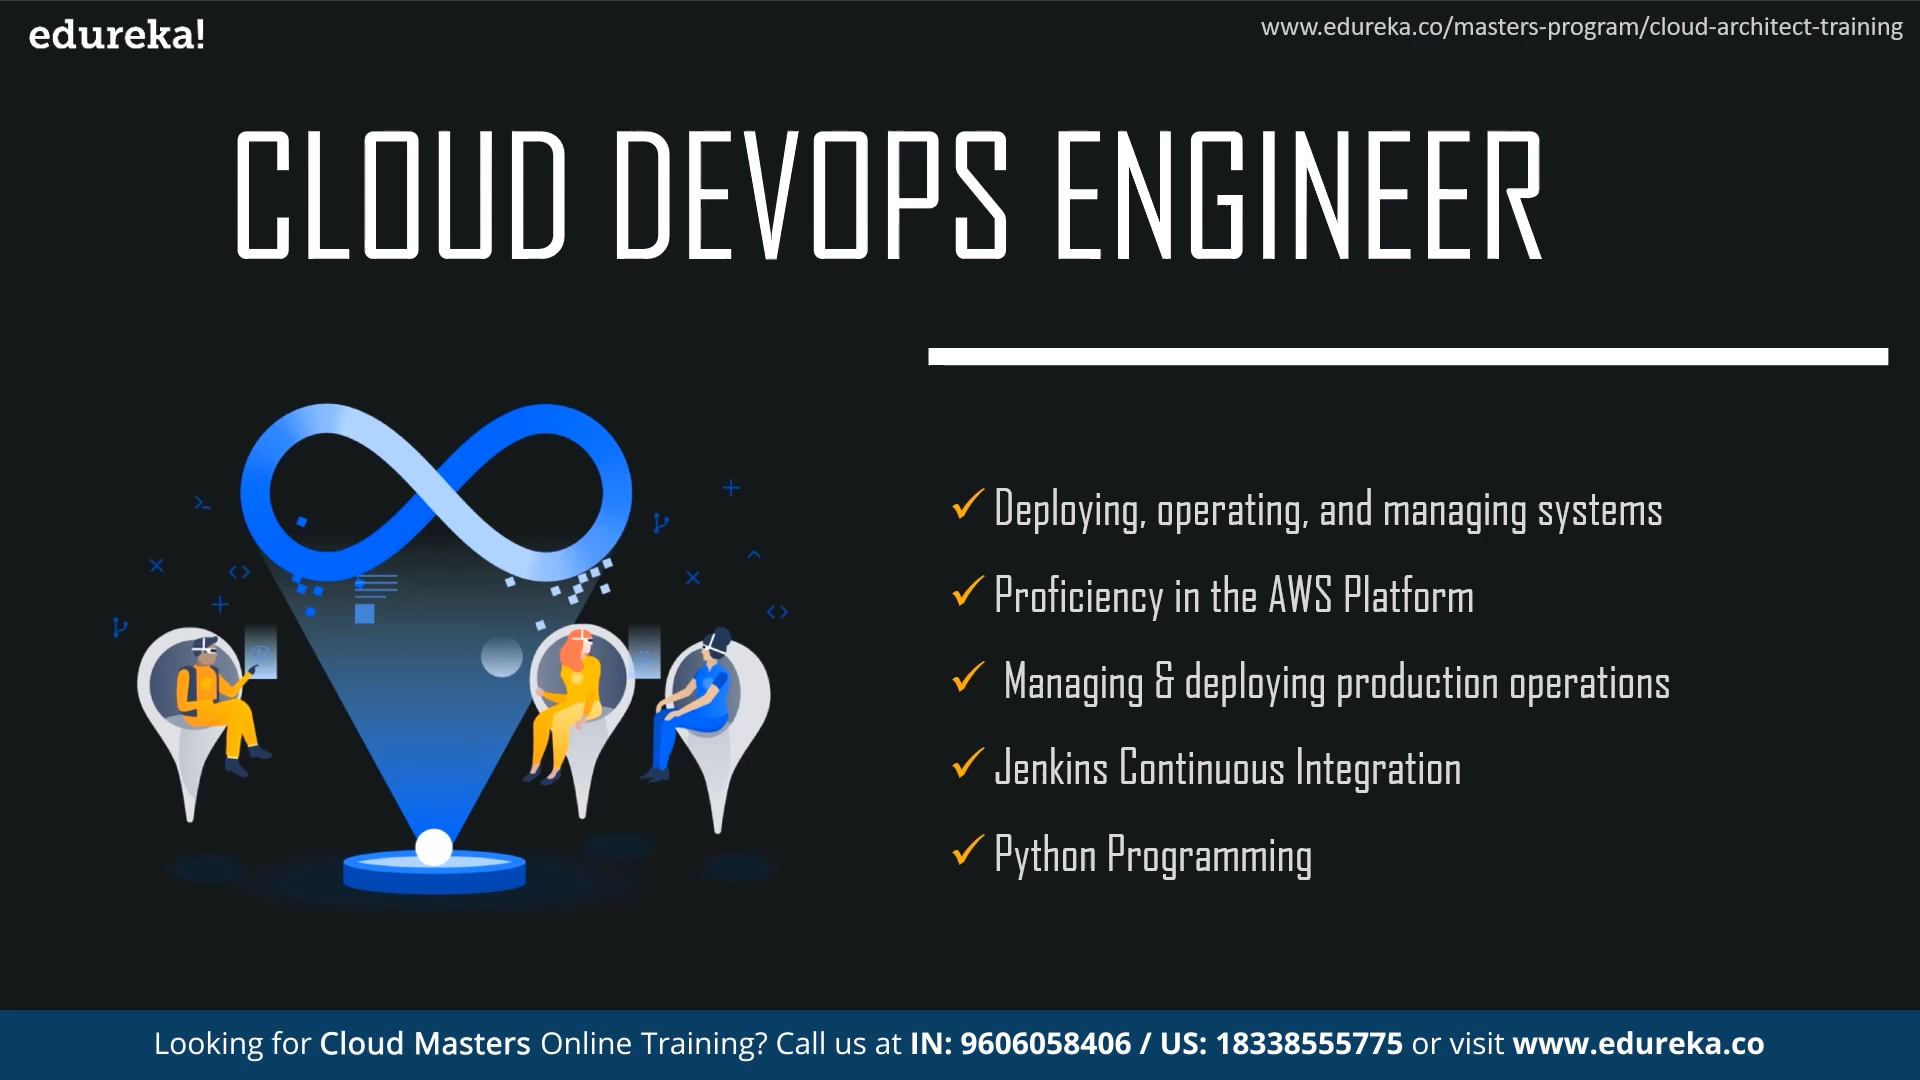 edureka!
www.edureka.co/masters-program/cloud-architect-training
CLOUD DEVOPS ENGINEER
✓ Deploying, operating, and managing systems
✓ Proficiency in the AWS Platform
✓ Managing & deploying production operations
✓ Jenkins Continuous Integration
✓ Python Programming
Looking for Cloud Masters Online Training? Call us at IN: 9606058406 / US: 18338555775 or visit www.edureka.co